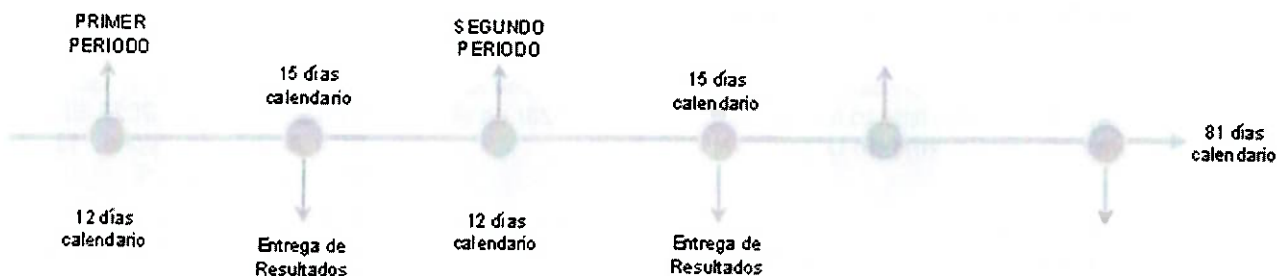 PRIMER
PERIODO
15 días
calendario
SEGUNDO
PERIODO
15 días
calendario
81 días
calendario
12 días
calendario
Entrega de
Resultados
12 días
calendario
Entrega de
Resultados